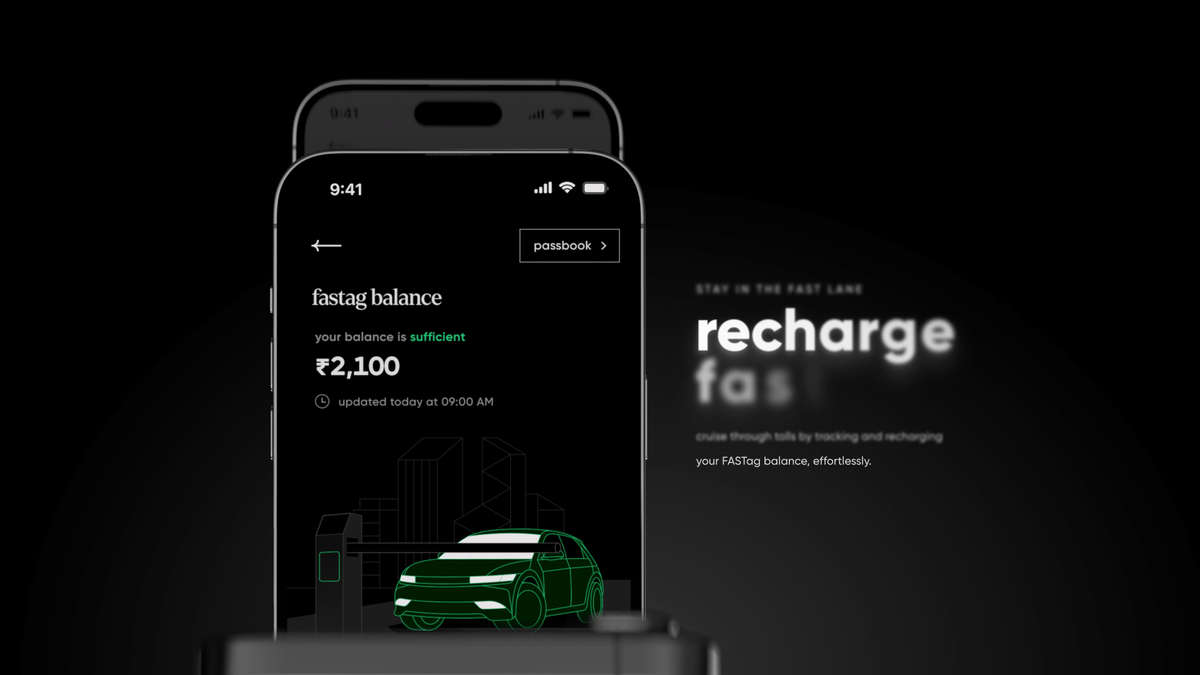 9:41
9:41
passbook
fastag balance
your balance is sufficient
₹2,100
updated today at 09:00 AM
STAY IN THE FAST LANE
recharge
fas
cruise through tolls by tracking and recharging
your FASTag balance, effortlessly.